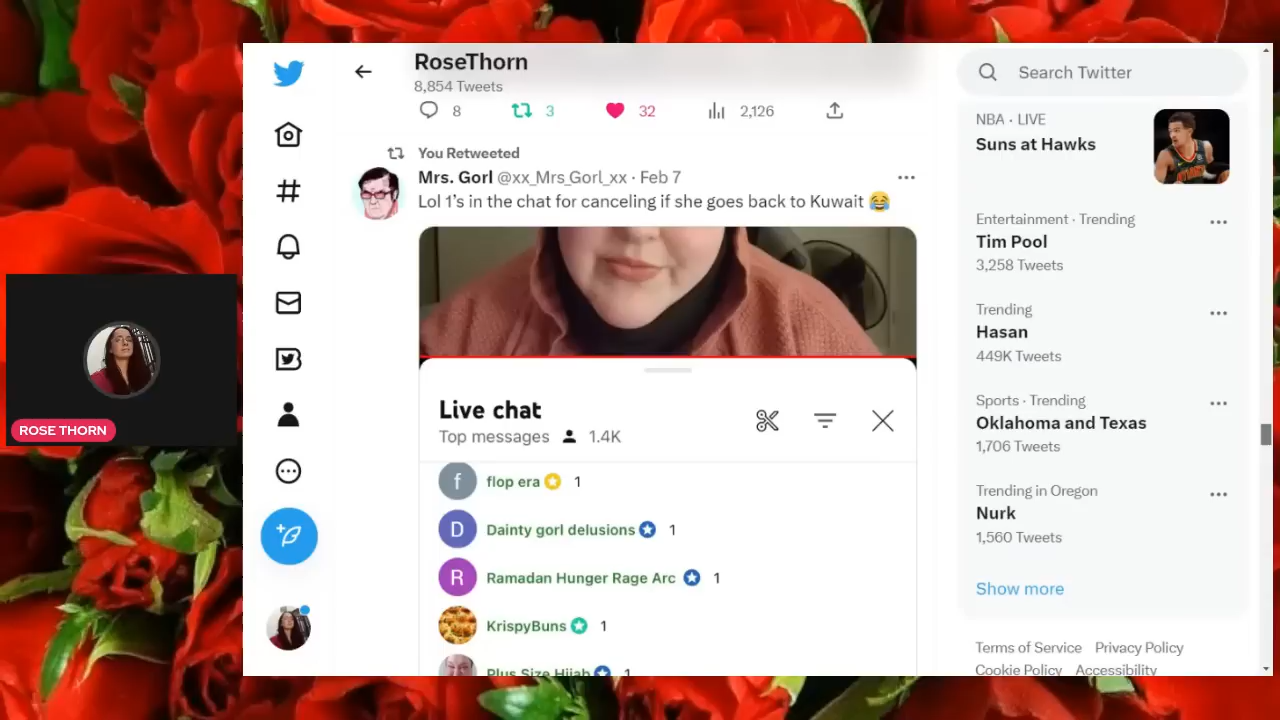 RoseThorn
8,854 Tweets
8 3 32 2,126
You Retweeted
Mrs. Gorl @xx_Mrs_Gorl_xx · Feb 7
Lol 1’s in the chat for canceling if she goes back to Kuwait 😂
Live chat
Top messages 1.4K
f flop era 1
D Dainty gorl delusions 1
R Ramadan Hunger Rage Arc 1
KrispyBuns 1
Plus Size Hijab 1
ROSE THORN
Search Twitter
NBA · LIVE
Suns at Hawks
Entertainment · Trending
Tim Pool
3,258 Tweets
Trending
Hasan
449K Tweets
Sports · Trending
Oklahoma and Texas
1,706 Tweets
Trending in Oregon
Nurk
1,560 Tweets
Show more
Terms of Service Privacy Policy
Cookie Policy Accessibility